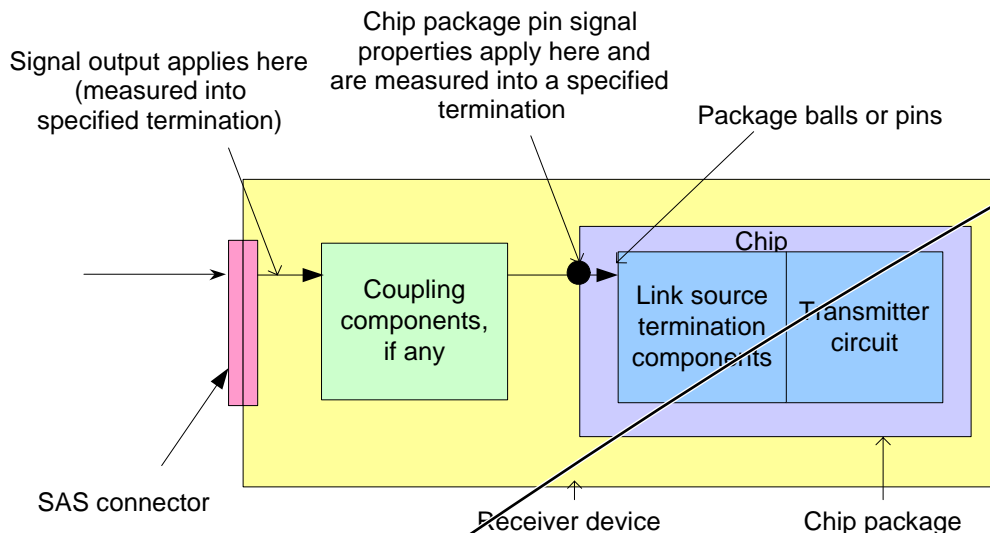 Chip package pin signal
properties apply here and
are measured into a specified
termination
Signal output applies here
(measured into
specified termination)
Package balls or pins
Chip
Coupling
components,
if any
Link source
termination
components
Transmitter
circuit
SAS connector
Receiver device
Chip package